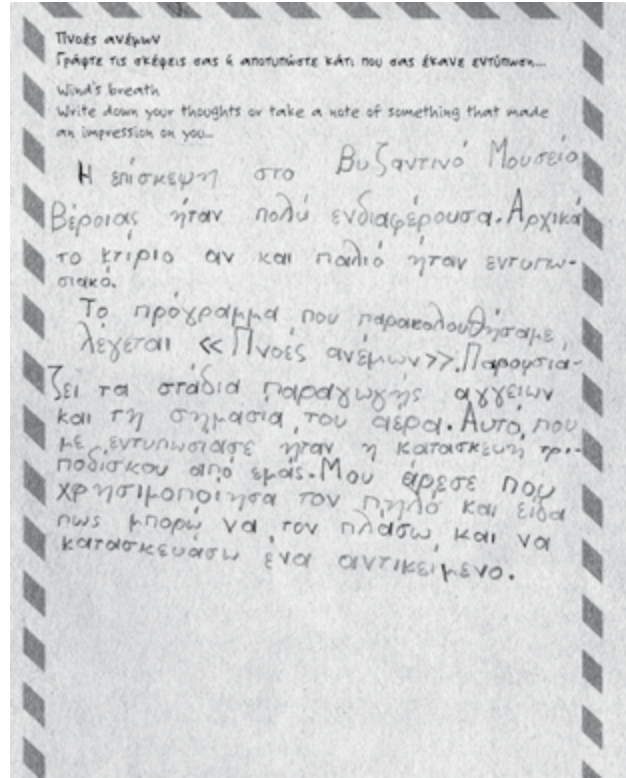 Πνοές ανέμων
Γράψτε τις σκέψεις σας ή αποτυπώστε κάτι που σας έκανε εντύπωση...
Wind's breath
Write down your thoughts or take a note of something that made
an impression on you...
Η επίσκεψη στο Βυζαντινό Μουσείο
Βέροιας ήταν πολύ ενδιαφέρουσα. Αρχικά
το κτίριο αν και παλιό ήταν εντυπω-
σιακό.
Το πρόγραμμα που παρακολουθήσαμε,
λέγεται << Πνοές ανέμων>>. Παρουσιά-
ζει τα στάδια παραγωγής αγγείων
και τη σημασία του αέρα. Αυτό που
με εντυπωσίασε ήταν η κατασκευή τρι-
ποδίσκου από εμάς. Μου άρεσε που
χρησιμοποίησα τον πηλό και είδα
πως μπορώ να τον πλάσω και να
κατασκευάσω ένα αντικείμενο.